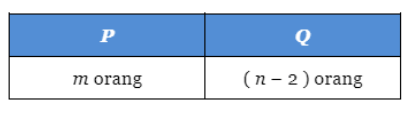 P Q
m orang ( n – 2 ) orang